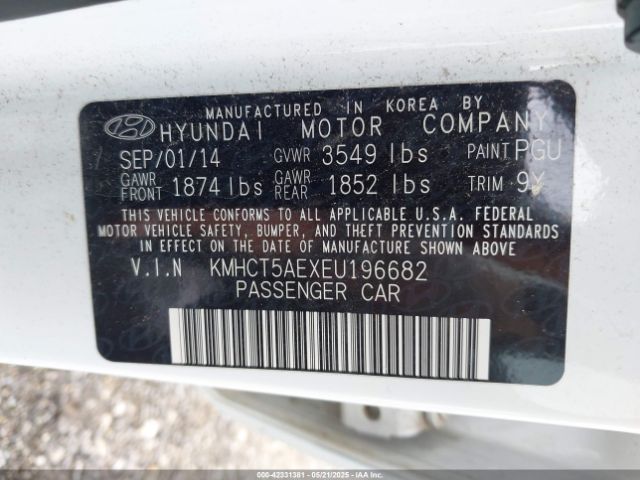 MANUFACTURED IN KOREA BY
HYUNDAI MOTOR COMPANY
SEP/01/14 GVWR 3549 lbs PAINT PGU
GAWR FRONT 1874 lbs GAWR REAR 1852 lbs TRIM 9Y
THIS VEHICLE CONFORMS TO ALL APPLICABLE U.S.A. FEDERAL
MOTOR VEHICLE SAFETY, BUMPER, AND THEFT PREVENTION STANDARDS
IN EFFECT ON THE DATE OF MANUFACTURE SHOWN ABOVE
V.I.N KMHCT5AEXEU196682
PASSENGER CAR
© IAA-42331381 - 05/21/2025 - IAAI.COM